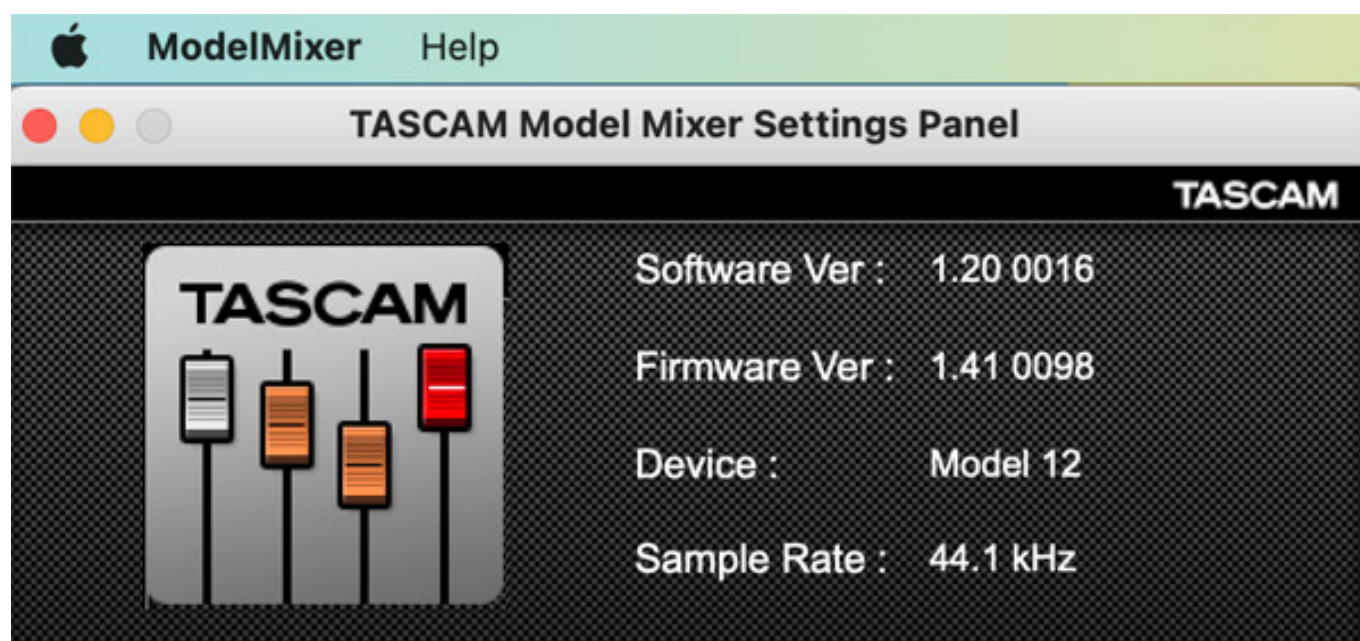 ModelMixer Help
TASCAM Model Mixer Settings Panel
TASCAM
TASCAM
Software Ver : 1.20 0016
Firmware Ver : 1.41 0098
Device : Model 12
Sample Rate : 44.1 kHz